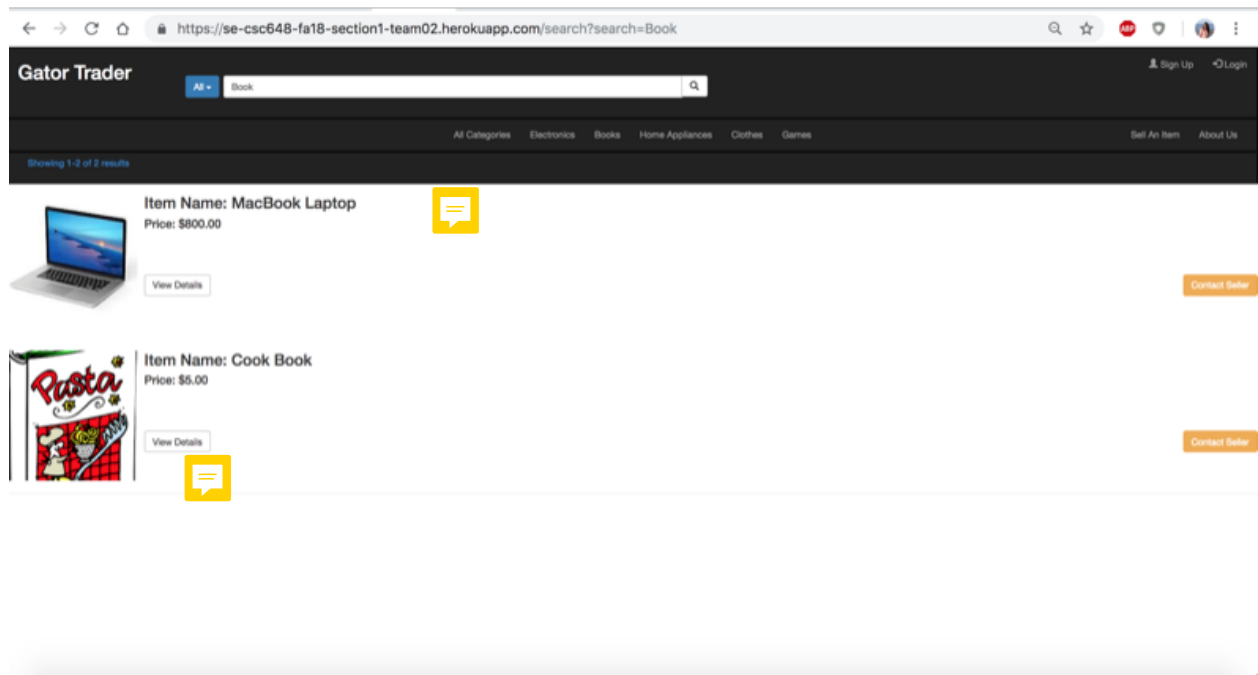 https://se-csc648-fa18-section1-team02.herokuapp.com/search?search=Book
ABP
Gator Trader
Sign Up
Login
All
Book
All Categories
Electronics
Books
Home Appliances
Clothes
Games
Sell An Item
About Us
Showing 1-2 of 2 results
Item Name: MacBook Laptop
Price: $800.00
View Details
Contact Seller
Item Name: Cook Book
Price: $5.00
Pasta
View Details
Contact Seller